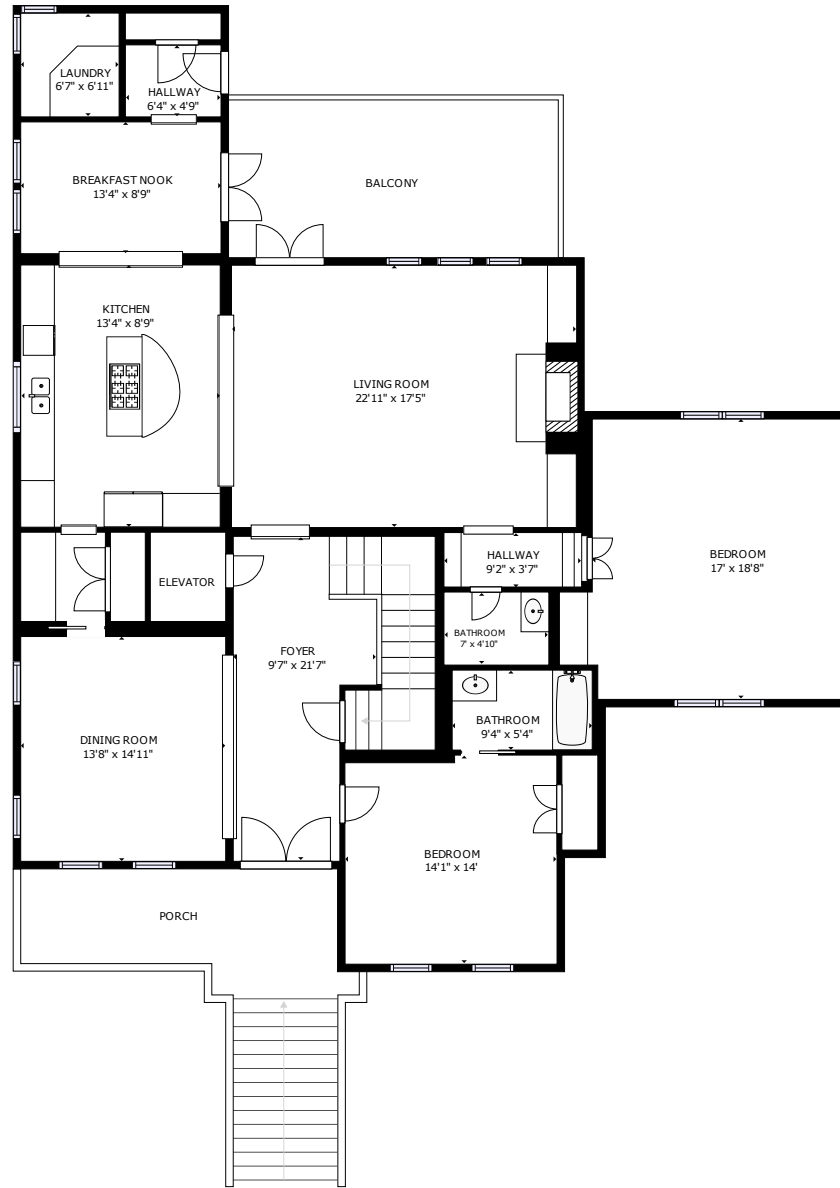 LAUNDRY
6'7" x 6'11"
HALLWAY
6'4" x 4'9"
BREAKFAST NOOK
13'4" x 8'9"
BALCONY
KITCHEN
13'4" x 8'9"
LIVING ROOM
22'11" x 17'5"
HALLWAY
9'2" x 3'7"
BEDROOM
17' x 18'8"
ELEVATOR
BATHROOM
7' x 4'10"
FOYER
9'7" x 21'7"
BATHROOM
9'4" x 5'4"
DINING ROOM
13'8" x 14'11"
BEDROOM
14'1" x 14'
PORCH